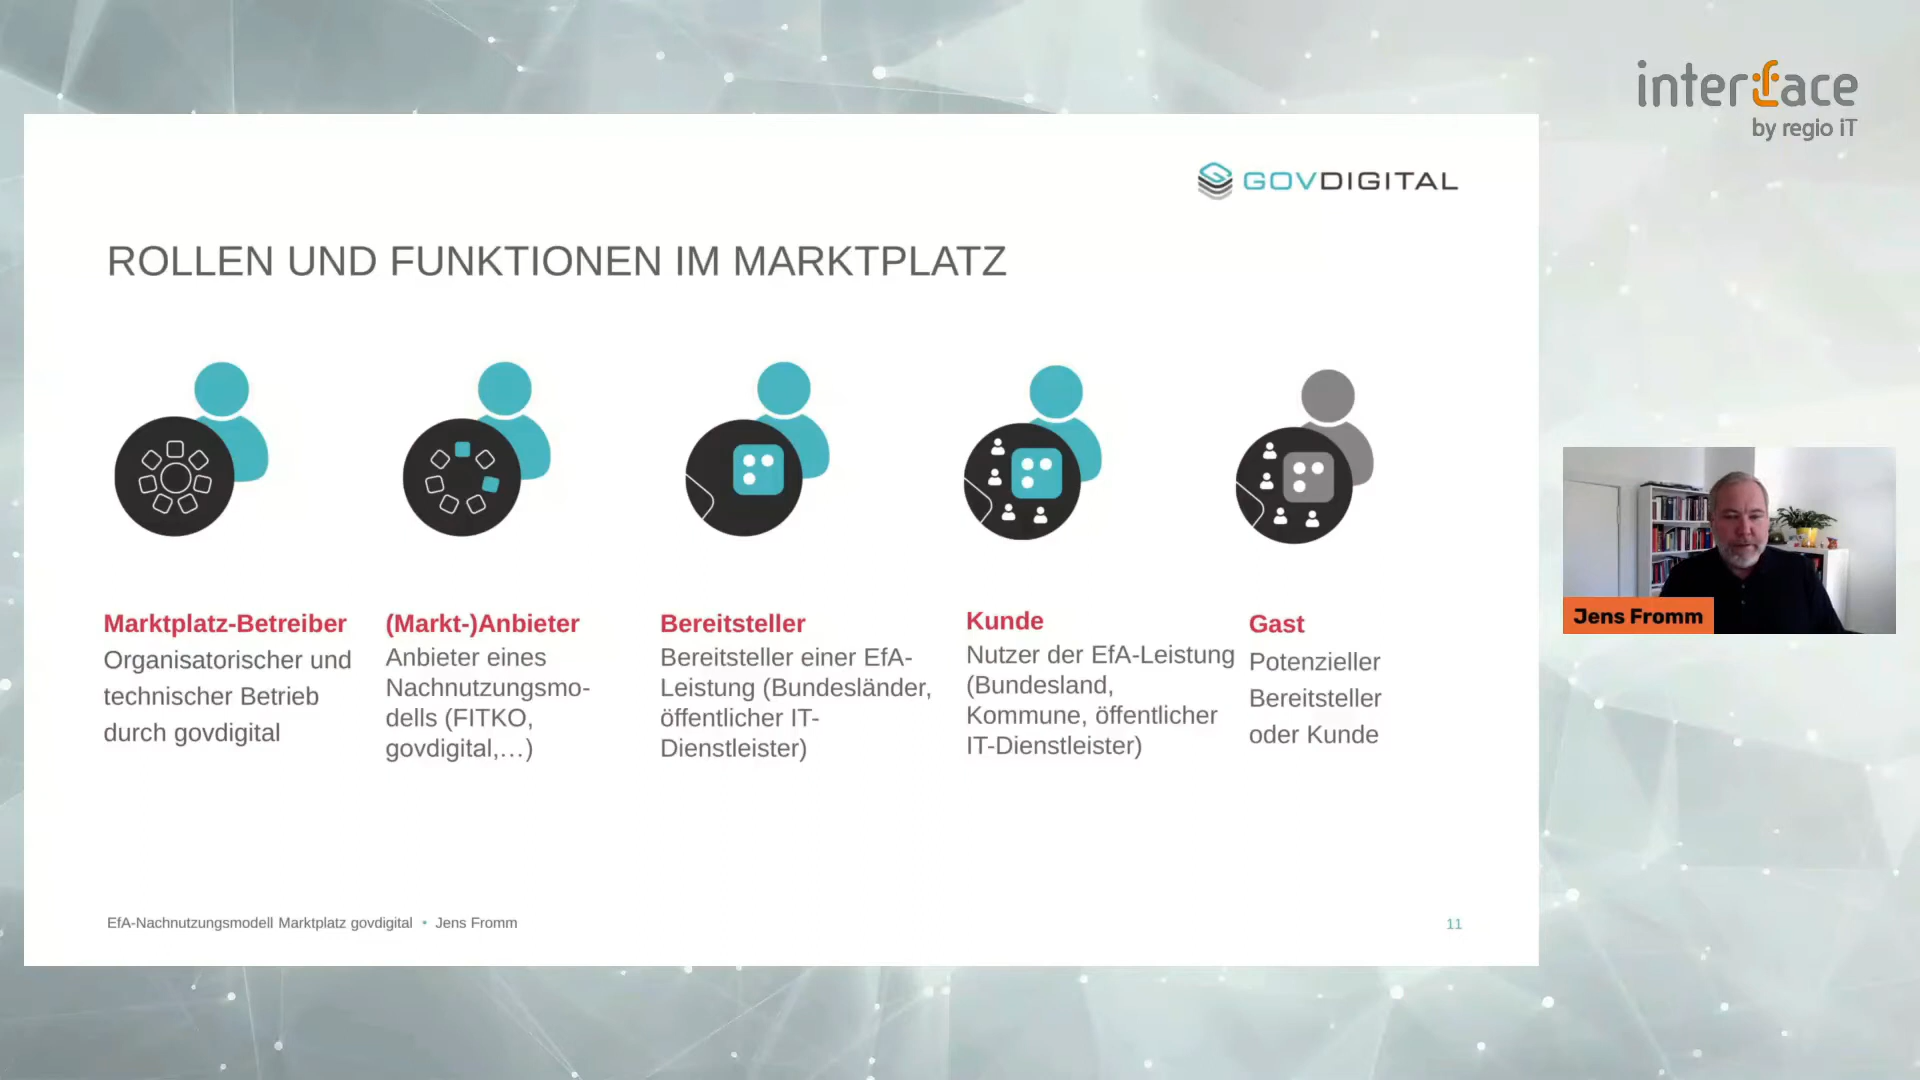 interface
by regio iT
GOVDIGITAL
ROLLEN UND FUNKTIONEN IM MARKTPLATZ
Marktplatz-Betreiber
Organisatorischer und
technischer Betrieb
durch govdigital
(Markt-)Anbieter
Anbieter eines
Nachnutzungsmo-
dells (FITKO,
govdigital,…)
Bereitsteller
Bereitsteller einer EfA-
Leistung (Bundesländer,
öffentlicher IT-
Dienstleister)
Kunde
Nutzer der EfA-Leistung
(Bundesland,
Kommune, öffentlicher
IT-Dienstleister)
Gast
Potenzieller
Bereitsteller
oder Kunde
Jens Fromm
EfA-Nachnutzungsmodell Marktplatz govdigital • Jens Fromm
11